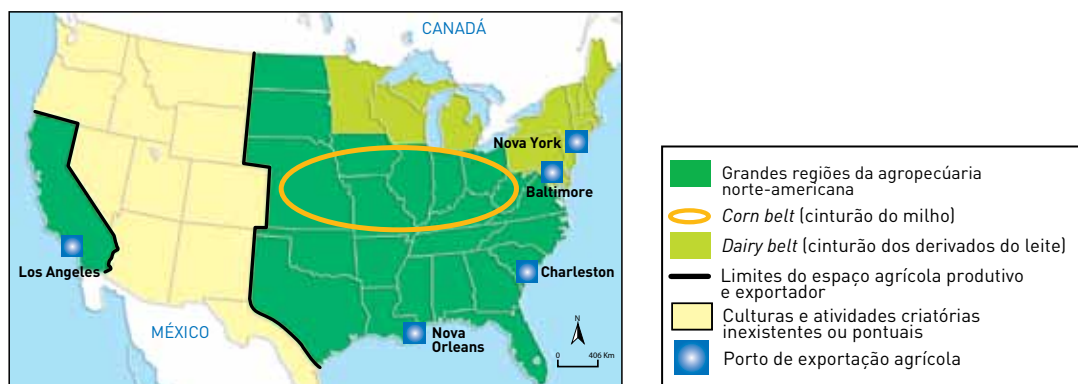 CANADÁ
Nova York
Baltimore
Los Angeles
Charleston
MÉXICO
Nova
Orleans
N
0 406 Km
Grandes regiões da agropecuária
norte-americana
Corn belt (cinturão do milho)
Dairy belt (cinturão dos derivados do leite)
Limites do espaço agrícola produtivo
e exportador
Culturas e atividades criatórias
inexistentes ou pontuais
Porto de exportação agrícola